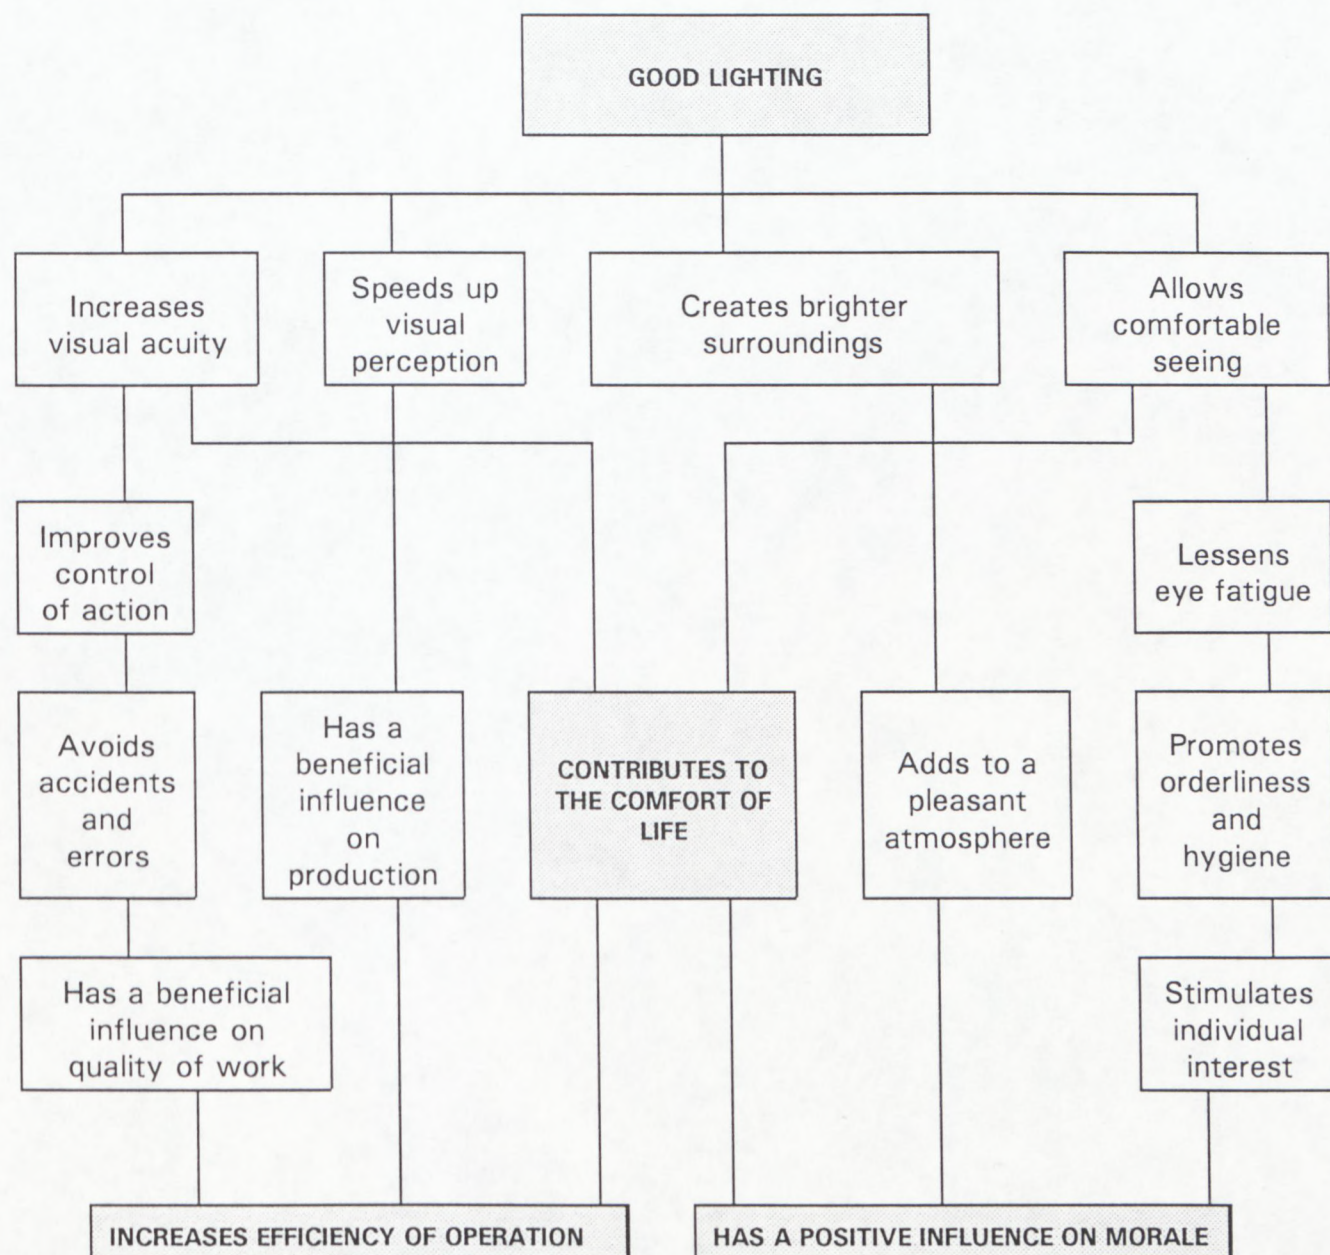 GOOD LIGHTING
Increases
visual acuity
Speeds up
visual
perception
Creates brighter
surroundings
Allows
comfortable
seeing
Improves
control
of action
Lessens
eye fatigue
Avoids
accidents
and
errors
Has a
beneficial
influence
on
production
CONTRIBUTES TO
THE COMFORT OF
LIFE
Adds to a
pleasant
atmosphere
Promotes
orderliness
and
hygiene
Has a beneficial
influence on
quality of work
Stimulates
individual
interest
INCREASES EFFICIENCY OF OPERATION
HAS A POSITIVE INFLUENCE ON MORALE